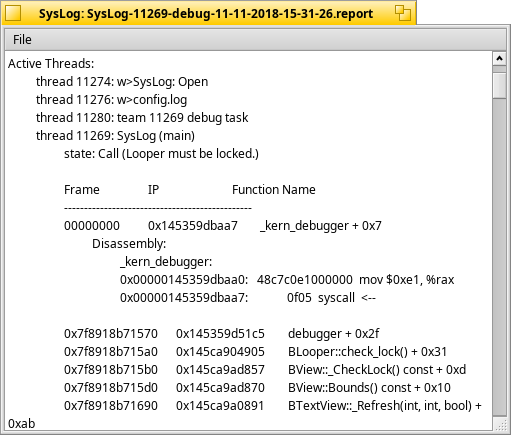 SysLog: SysLog-11269-debug-11-11-2018-15-31-26.report
File
Active Threads:
thread 11274: w>SysLog: Open
thread 11276: w>config.log
thread 11280: team 11269 debug task
thread 11269: SysLog (main)
state: Call (Looper must be locked.)
Frame IP Function Name
-----------------------------------------------
00000000 0x145359dbaa7 _kern_debugger + 0x7
Disassembly:
_kern_debugger:
0x00000145359dbaa0: 48c7c0e1000000 mov $0xe1, %rax
0x00000145359dbaa7: 0f05 syscall <--
0x7f8918b71570 0x145359d51c5 debugger + 0x2f
0x7f8918b715a0 0x145ca904905 BLooper::check_lock() + 0x31
0x7f8918b715b0 0x145ca9ad857 BView::_CheckLock() const + 0xd
0x7f8918b715d0 0x145ca9ad870 BView::Bounds() const + 0x10
0x7f8918b71690 0x145ca9a0891 BTextView::_Refresh(int, int, bool) +
0xab